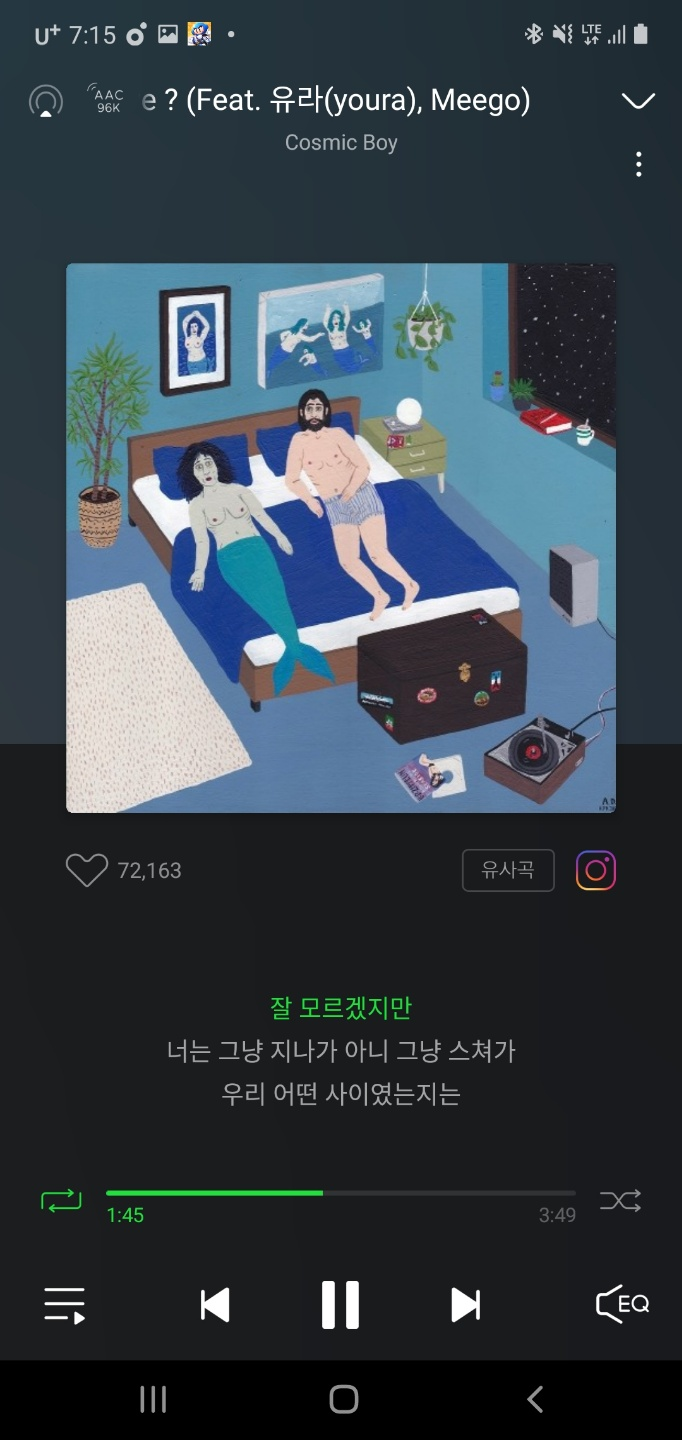 U+ 7:15 LTE
AAC
96K
e ? (Feat. 유라(youra), Meego)
Cosmic Boy
72,163
유사곡
잘 모르겠지만
너는 그냥 지나가 아니 그냥 스쳐가
우리 어떤 사이였는지는
1:45
3:49
EQ